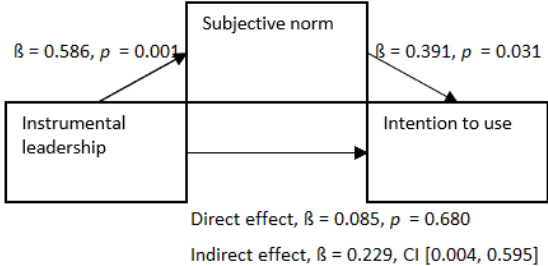 Subjective norm
ß = 0.586, p = 0.001
ß = 0.391, p = 0.031
Instrumental
leadership
Intention to use
Direct effect, ß = 0.085, p = 0.680
Indirect effect, ß = 0.229, CI [0.004, 0.595]